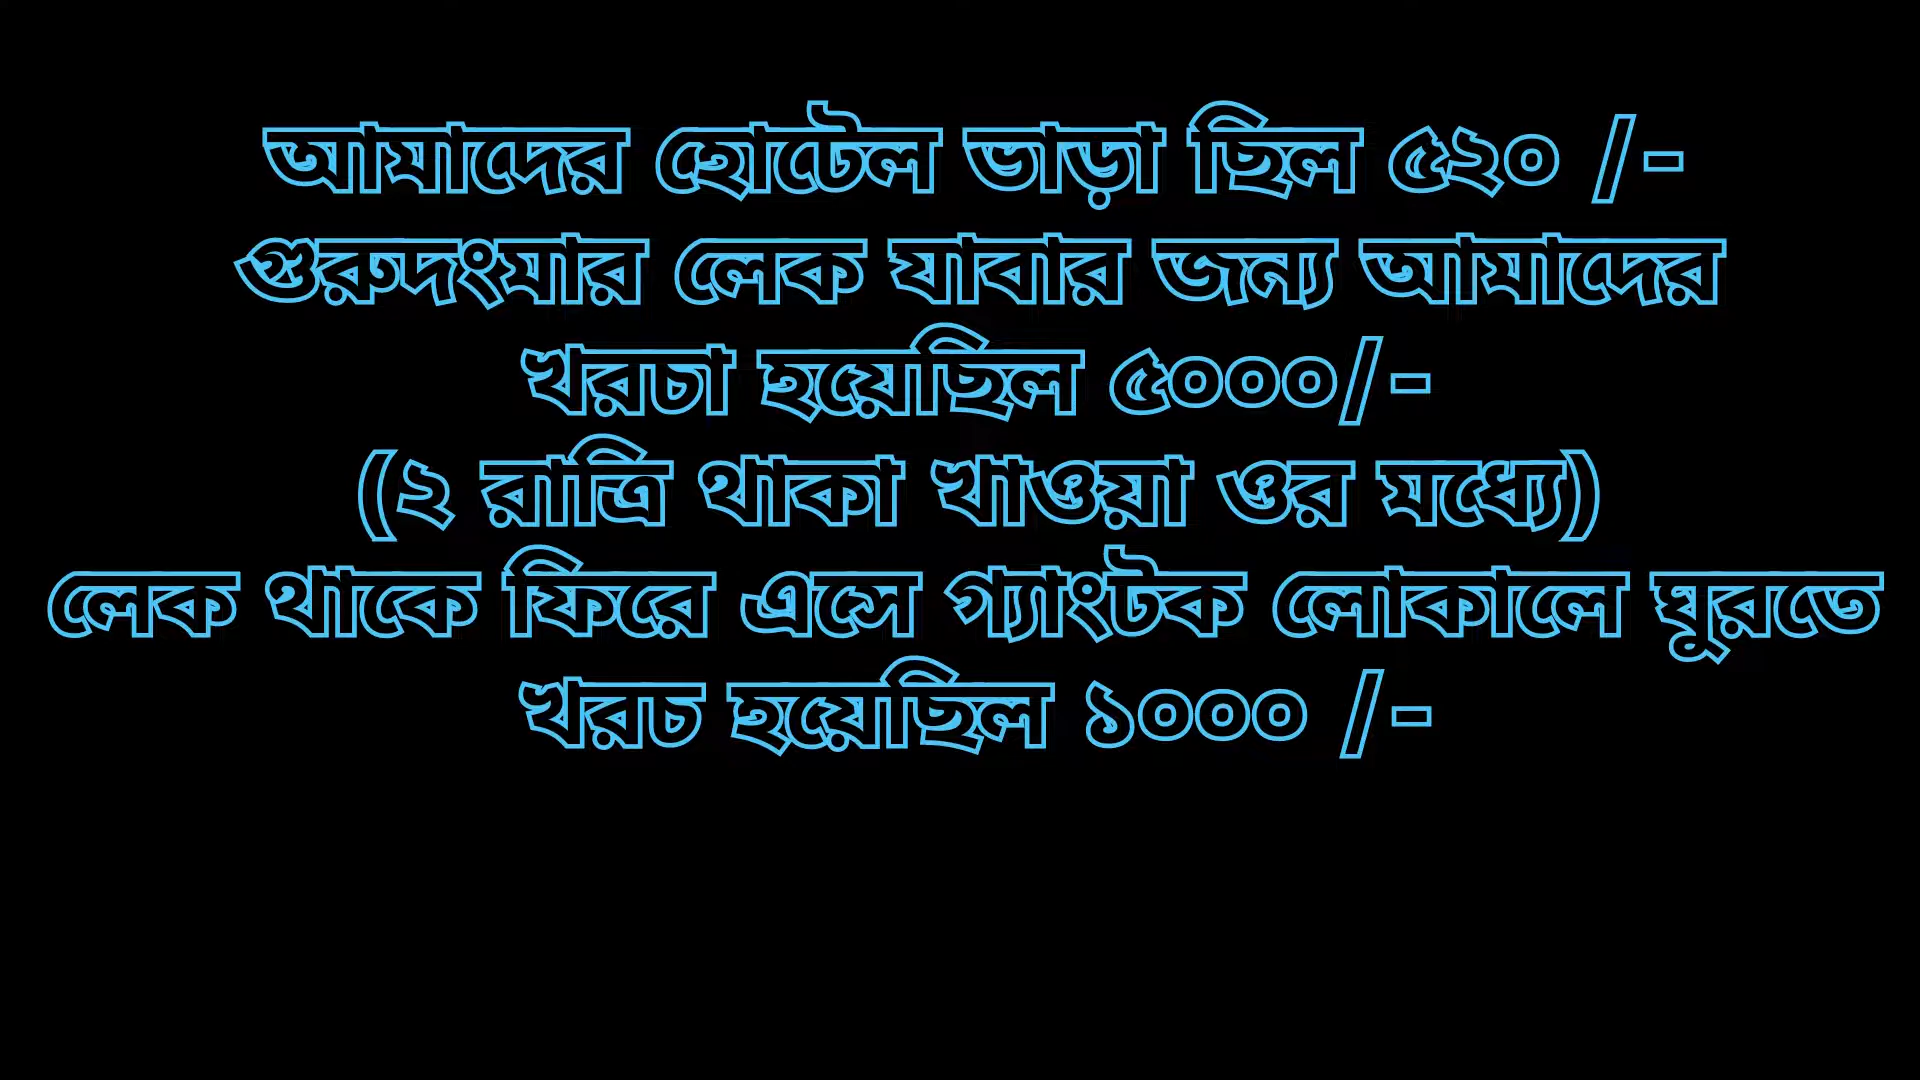 আমাদের হোটেল ভাড়া ছিল ৫২০ /-
গুরুদংমার লেক যাবার জন্য আমাদের
খরচা হয়েছিল ৫০০০/-
(২ রাত্রি থাকা খাওয়া ওর মধ্যে)
লেক থাকে ফিরে এসে গ্যাংটক লোকালে ঘুরতে
খরচ হয়েছিল ১০০০ /-